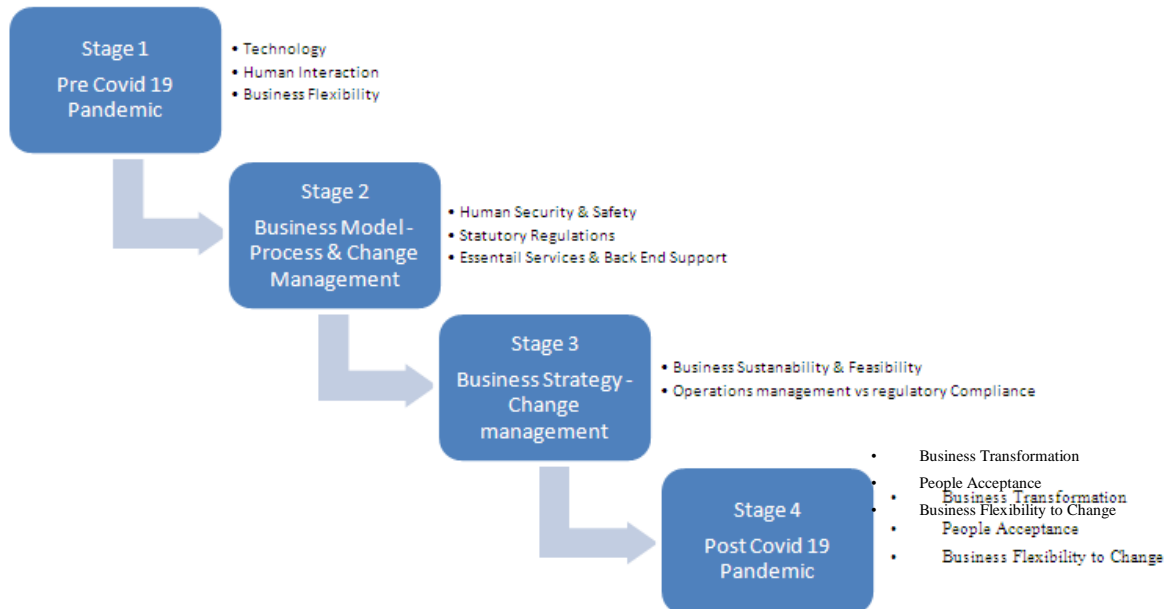 Stage 1
Pre Covid 19
Pandemic
• Technology
• Human Interaction
• Business Flexibility
Stage 2
Business Model -
Process & Change
Management
• Human Security & Safety
• Statutory Regulations
• Essentail Services & Back End Support
Stage 3
Business Strategy -
Change
management
• Business Sustanability & Feasibility
• Operations management vs regulatory Compliance
Stage 4
Post Covid 19
Pandemic
• Business Transformation
• People Acceptance
• Business Flexibility to Change
• Business Transformation
• People Acceptance
• Business Flexibility to Change